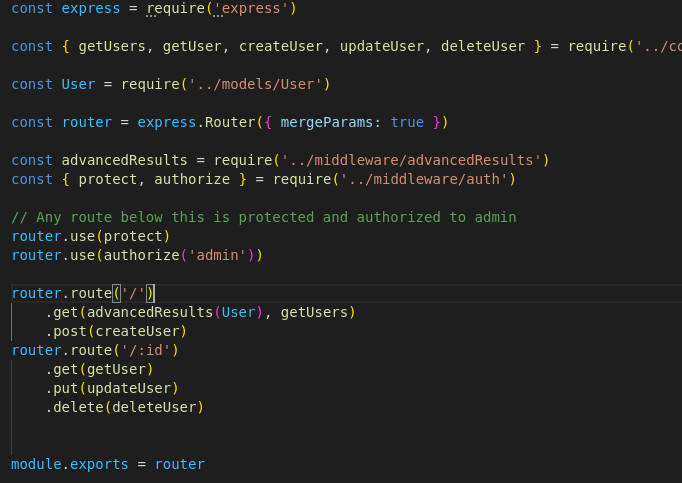 const express = require('express')
const { getUsers, getUser, createUser, updateUser, deleteUser } = require('../co
const User = require('../models/User')
const router = express.Router({ mergeParams: true })
const advancedResults = require('../middleware/advancedResults')
const { protect, authorize } = require('../middleware/auth')
// Any route below this is protected and authorized to admin
router.use(protect)
router.use(authorize('admin'))
router.route('/')
    .get(advancedResults(User), getUsers)
    .post(createUser)
router.route('/:id')
    .get(getUser)
    .put(updateUser)
    .delete(deleteUser)
module.exports = router